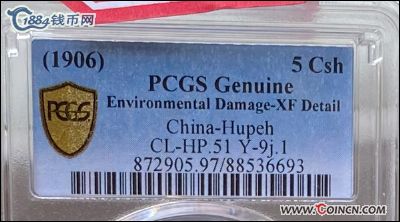 1884钱币网
(1906) 5 Csh
PCGS Genuine
Environmental Damage-XF Detail
China-Hupeh
CL-HP.51 Y-9j.1
872905.97/88536693
PCGS
WWW.COINCN.COM